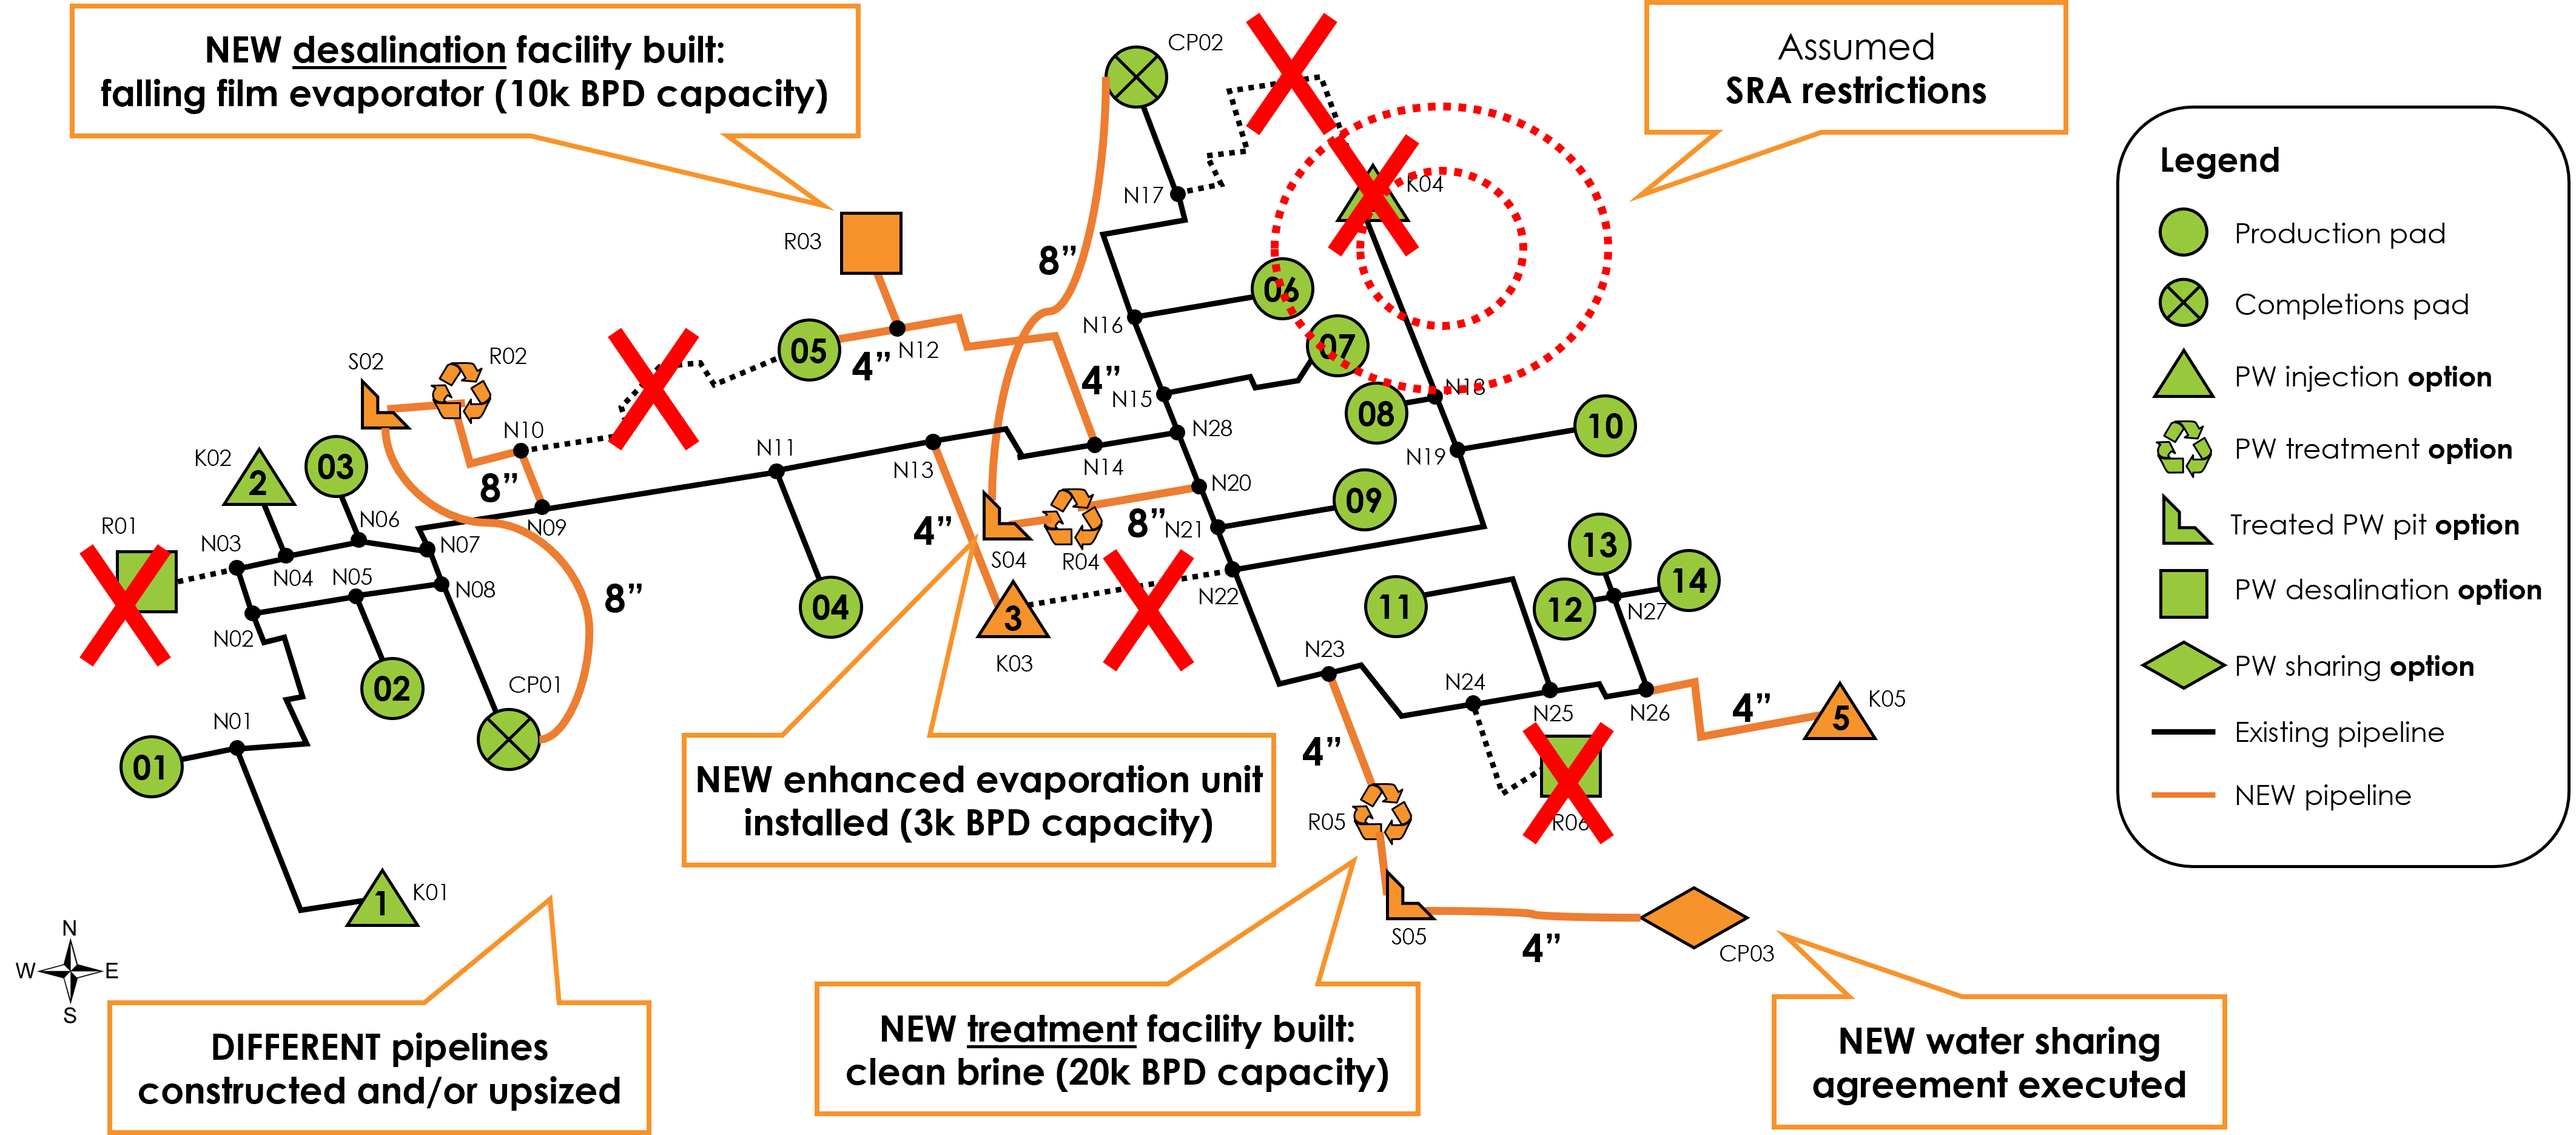 NEW desalination facility built:
falling film evaporator (10k BPD capacity)
CP02
Assumed
SRA restrictions
Legend
Production pad
Completions pad
PW injection option
PW treatment option
Treated PW pit option
PW desalination option
PW sharing option
Existing pipeline
NEW pipeline
K04
N17
R03
8”
06
N16
07
05
N12
4”
4”
N15
N18
08
10
S02
R02
N10
N11
N13
N14
N28
N19
K02
2
03
8”
N20
09
R01
N03
N06
N09
N07
4”
S04
R04
8”
N21
13
N04
N05
N08
8”
04
3
N22
11
12
14
N27
N02
02
K03
N23
CP01
N24
N25
N26
4”
5
K05
N01
01
4”
NEW enhanced evaporation unit
installed (3k BPD capacity)
R05
R06
1
K01
S05
4”
CP03
N
W
E
S
DIFFERENT pipelines
constructed and/or upsized
NEW treatment facility built:
clean brine (20k BPD capacity)
NEW water sharing
agreement executed